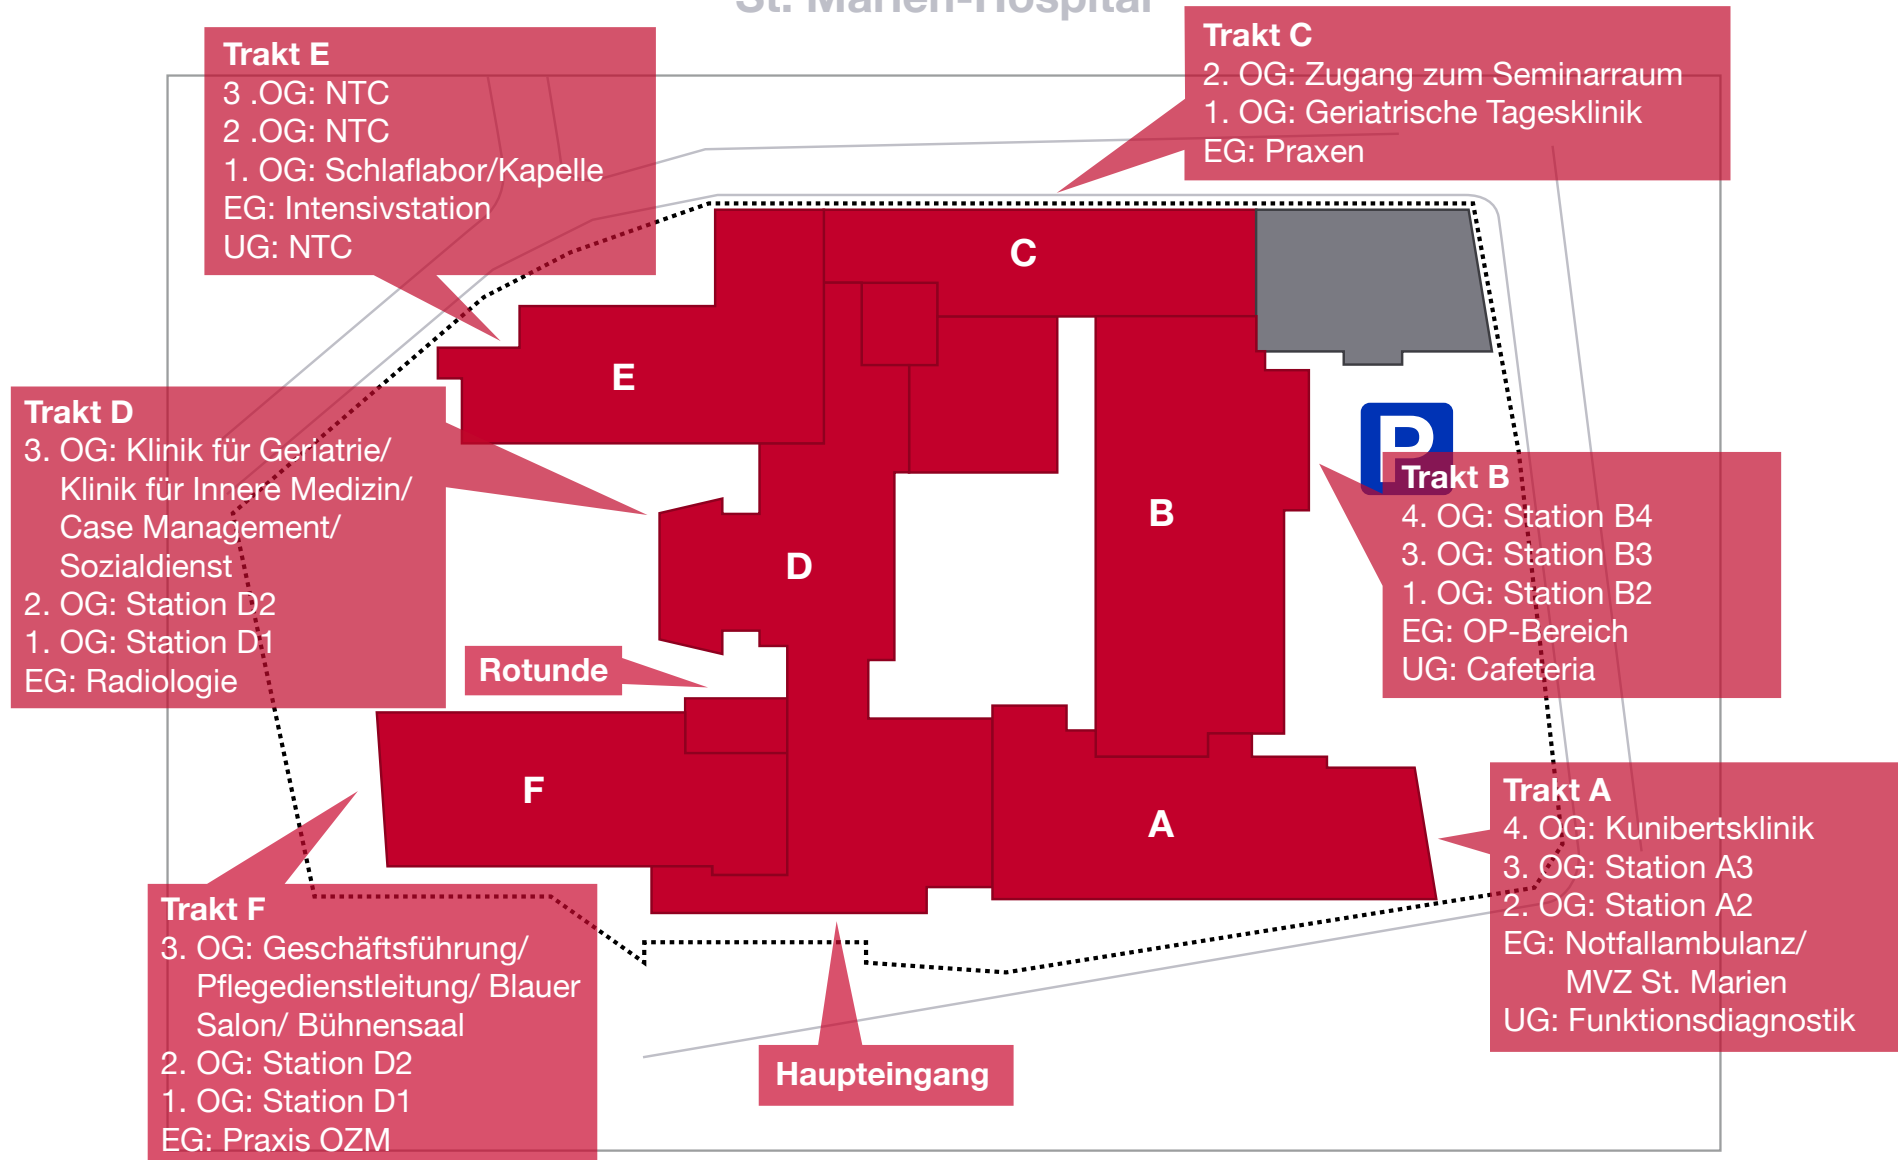 St. Marien-Hospital
Trakt E
3 .OG: NTC
2 .OG: NTC
1. OG: Schlaflabor/Kapelle
EG: Intensivstation
UG: NTC
Trakt C
2. OG: Zugang zum Seminarraum
1. OG: Geriatrische Tagesklinik
EG: Praxen
C
E
Trakt D
3. OG: Klinik für Geriatrie/
Klinik für Innere Medizin/
Case Management/
Sozialdienst
2. OG: Station D2
1. OG: Station D1
EG: Radiologie
P
Trakt B
4. OG: Station B4
3. OG: Station B3
1. OG: Station B2
EG: OP-Bereich
UG: Cafeteria
B
D
Rotunde
F
A
Trakt A
4. OG: Kunibertsklinik
3. OG: Station A3
2. OG: Station A2
EG: Notfallambulanz/
MVZ St. Marien
UG: Funktionsdiagnostik
Trakt F
3. OG: Geschäftsführung/
Pflegedienstleitung/ Blauer
Salon/ Bühnensaal
2. OG: Station D2
1. OG: Station D1
EG: Praxis OZM
Haupteingang